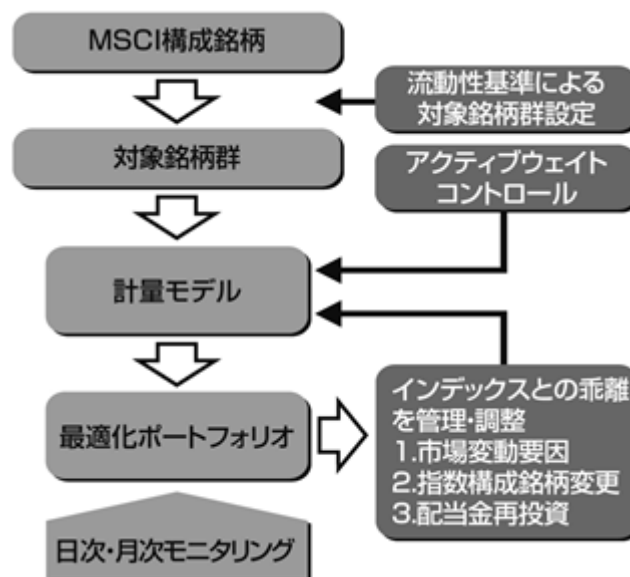 MSCI構成銘柄
流動性基準による
対象銘柄群設定
対象銘柄群
アクティブウェイト
コントロール
計量モデル
最適化ポートフォリオ
インデックスとの乖離
を管理・調整
1.市場変動要因
2.指数構成銘柄変更
3.配当金再投資
日次・月次モニタリング